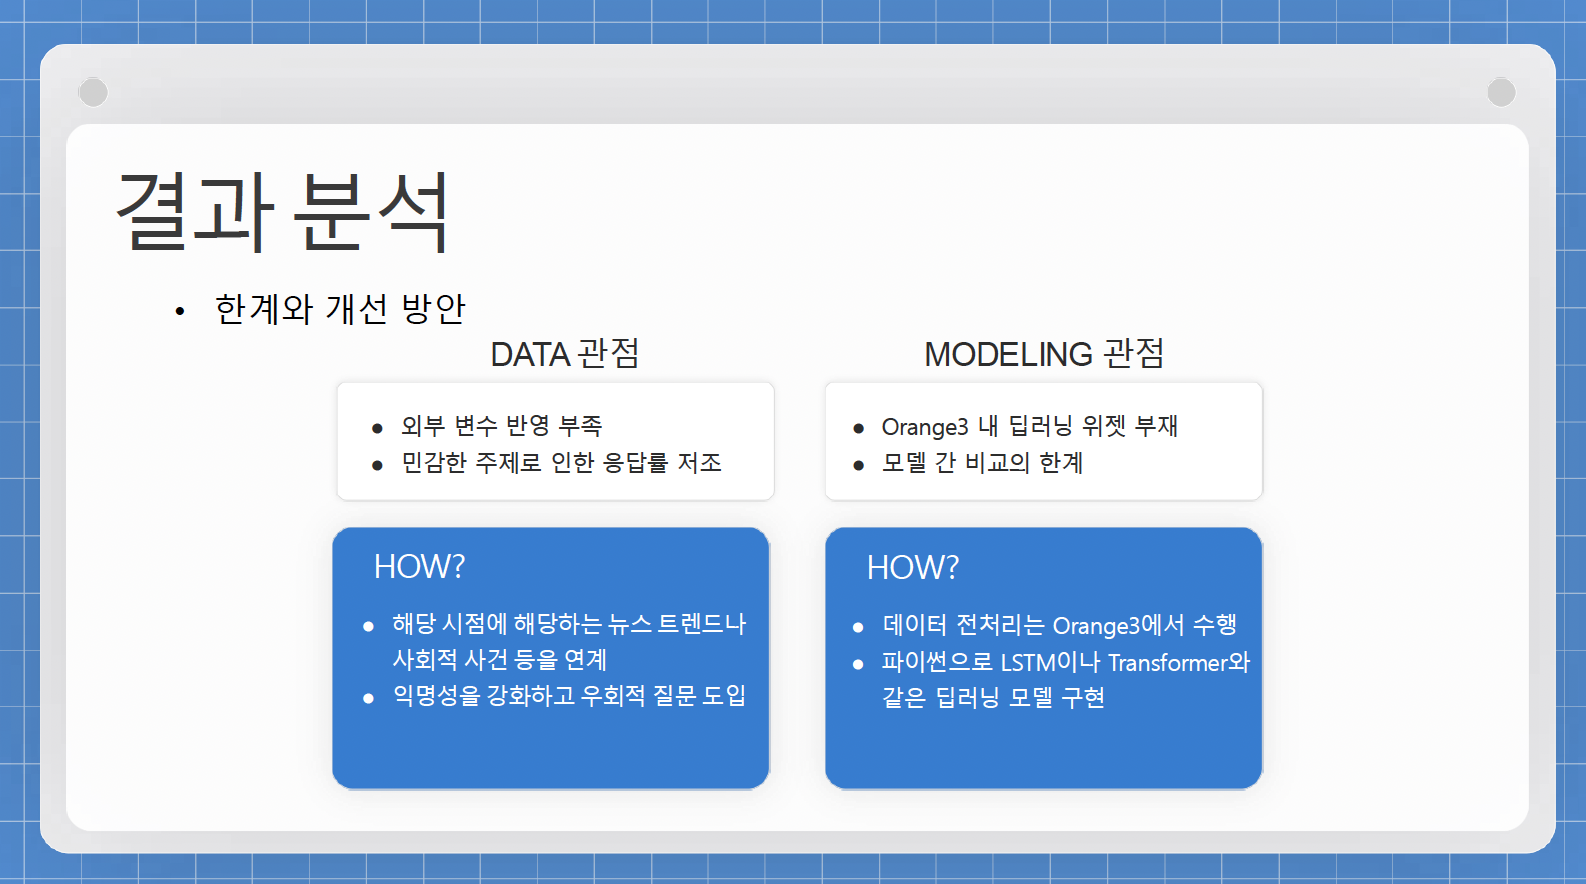 결과 분석
• 한계와 개선 방안
DATA 관점
● 외부 변수 반영 부족
● 민감한 주제로 인한 응답률 저조
HOW?
● 해당 시점에 해당하는 뉴스 트렌드나
사회적 사건 등을 연계
● 익명성을 강화하고 우회적 질문 도입
MODELING 관점
● Orange3 내 딥러닝 위젯 부재
● 모델 간 비교의 한계
HOW?
● 데이터 전처리는 Orange3에서 수행
● 파이썬으로 LSTM이나 Transformer와
같은 딥러닝 모델 구현